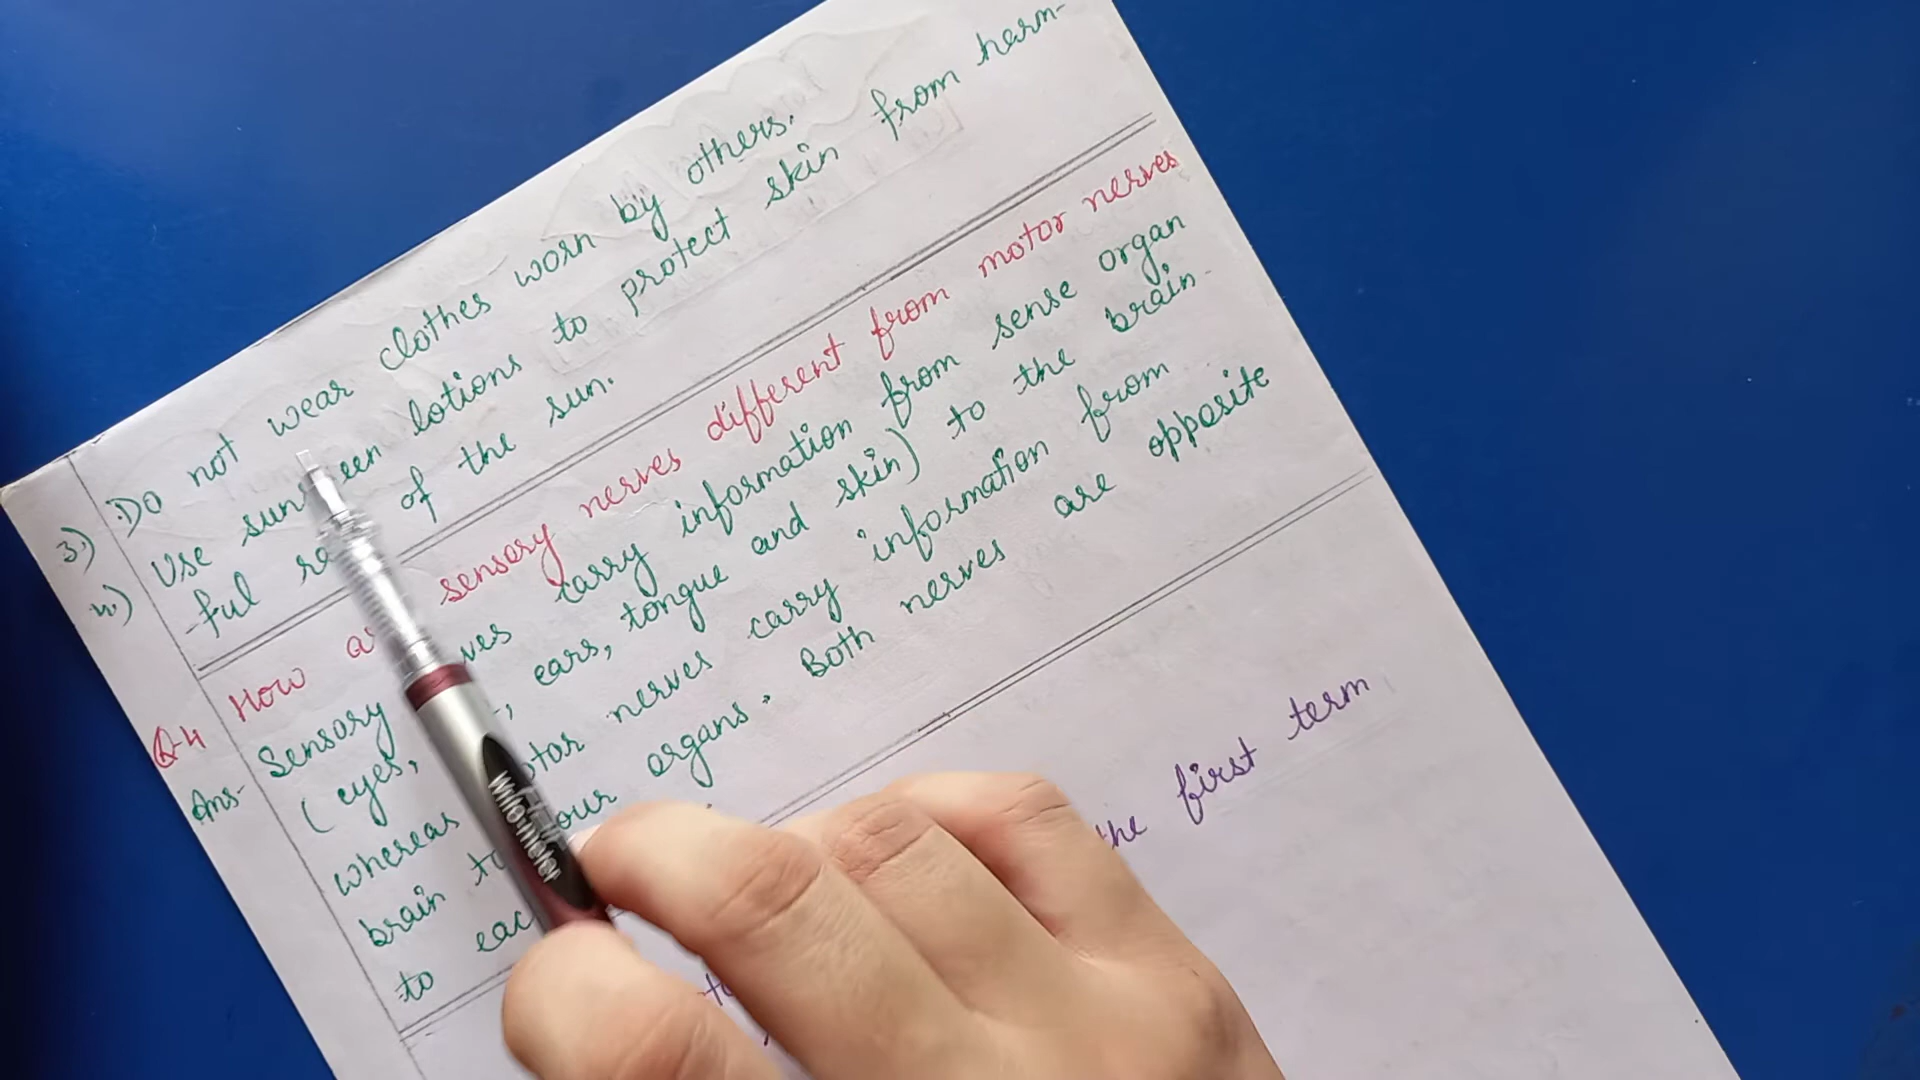 3.) Do not wear clothes worn by others.
4.) Use lotions to protect skin from herm-
-ful of the sun.
Q-4 How sensory nerves different from motor nerves
Ans- Sensory carry information from sense organ
(eyes, ears, tongue and skin) to the brain-
whereas nerves carry information from
brain our organs. Both nerves are opposite
to
the first term